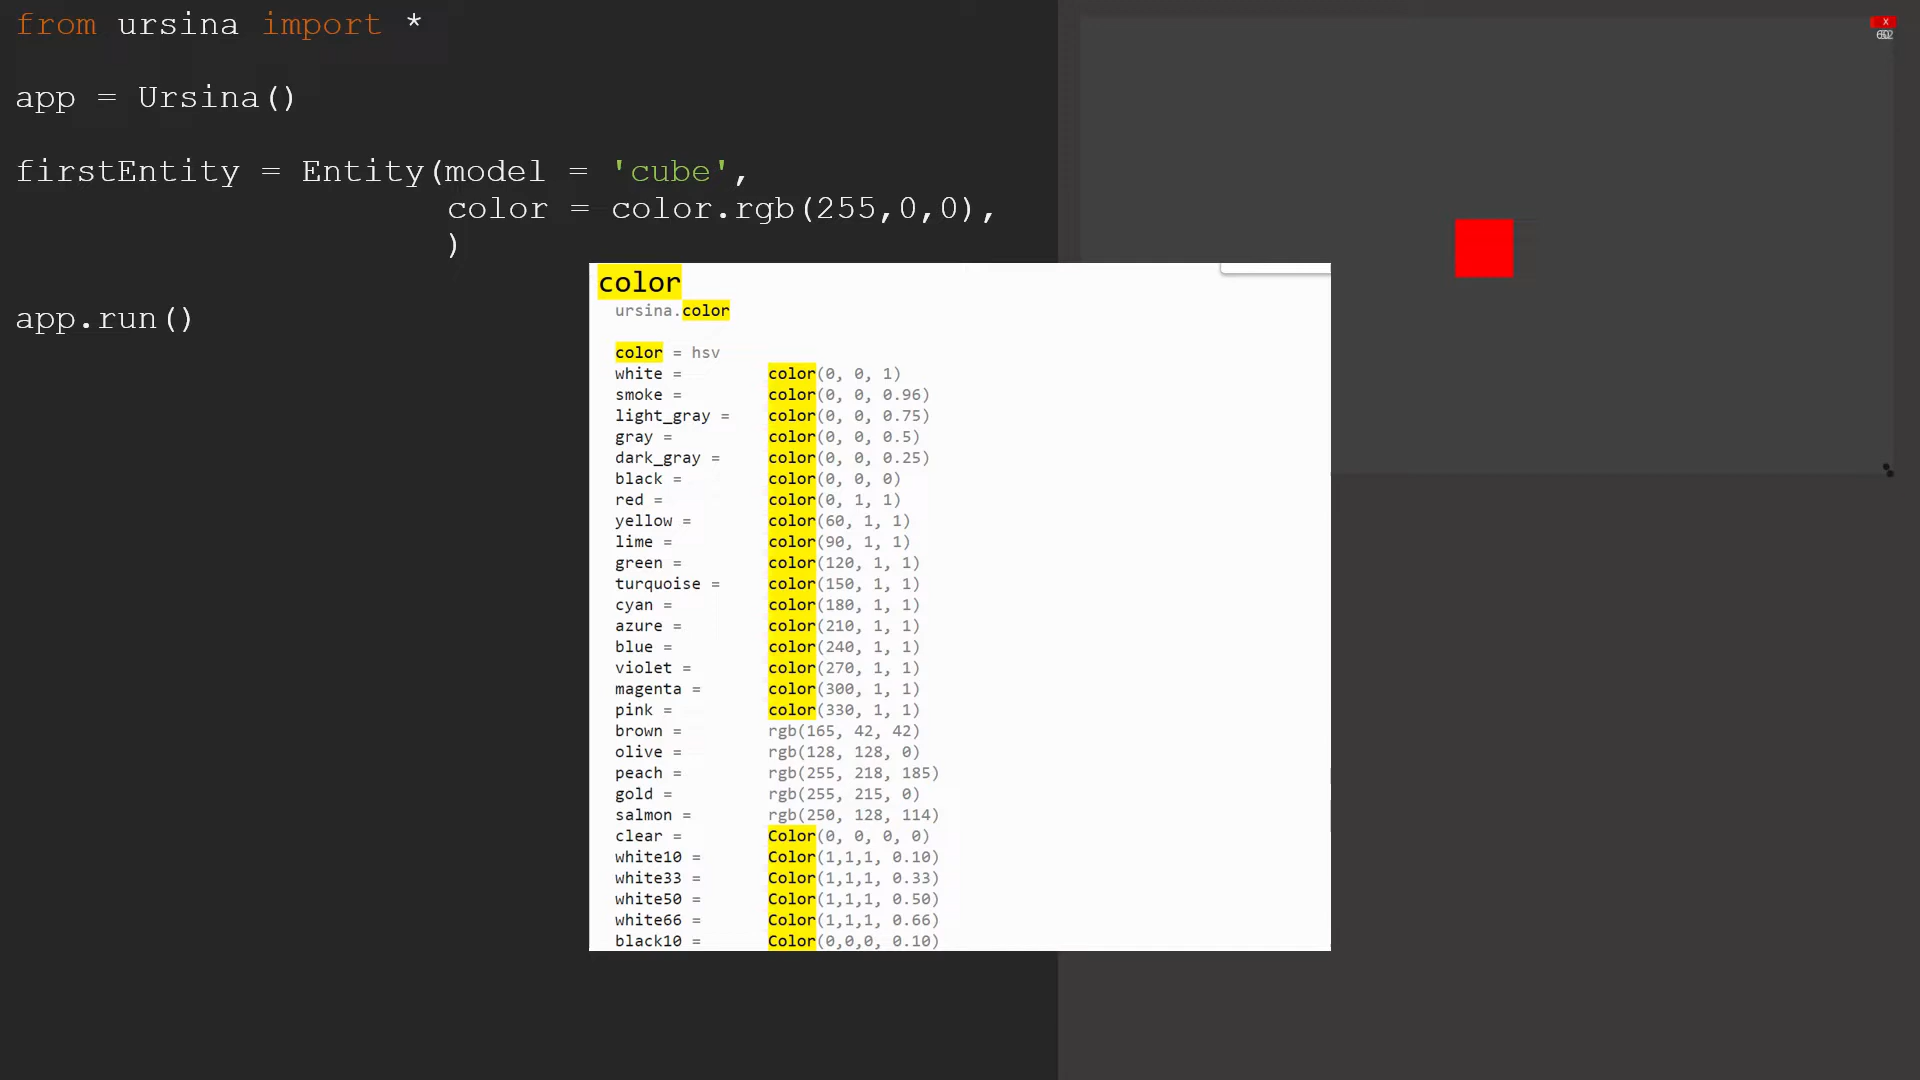 from ursina import *
app = Ursina()
firstEntity = Entity(model = 'cube',
color = color.rgb(255,0,0),
)
app.run()
X
color
ursina.color
color = hsv
white = color(0, 0, 1)
smoke = color(0, 0, 0.96)
light_gray = color(0, 0, 0.75)
gray = color(0, 0, 0.5)
dark_gray = color(0, 0, 0.25)
black = color(0, 0, 0)
red = color(0, 1, 1)
yellow = color(60, 1, 1)
lime = color(90, 1, 1)
green = color(120, 1, 1)
turquoise = color(150, 1, 1)
cyan = color(180, 1, 1)
azure = color(210, 1, 1)
blue = color(240, 1, 1)
violet = color(270, 1, 1)
magenta = color(300, 1, 1)
pink = color(330, 1, 1)
brown = rgb(165, 42, 42)
olive = rgb(128, 128, 0)
peach = rgb(255, 218, 185)
gold = rgb(255, 215, 0)
salmon = rgb(250, 128, 114)
clear = Color(0, 0, 0, 0)
white10 = Color(1,1,1, 0.10)
white33 = Color(1,1,1, 0.33)
white50 = Color(1,1,1, 0.50)
white66 = Color(1,1,1, 0.66)
black10 = Color(0,0,0, 0.10)